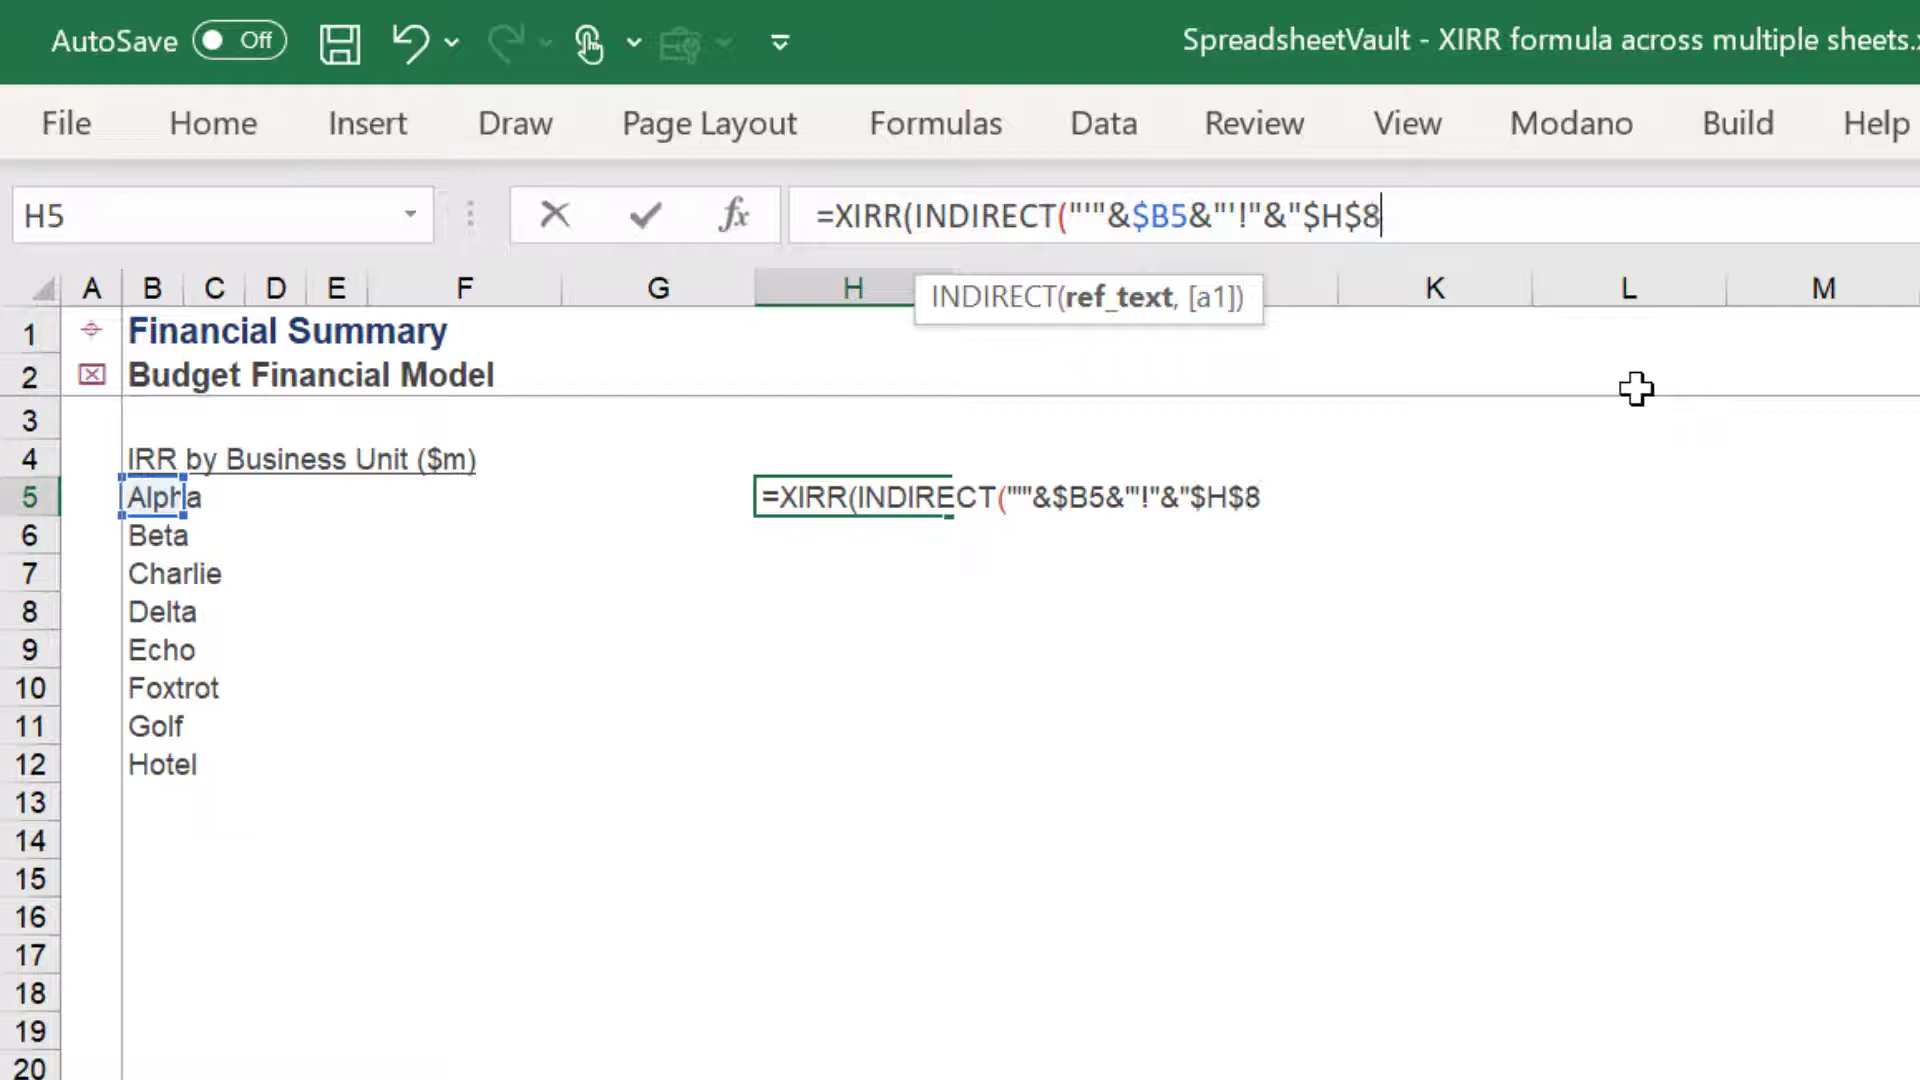 AutoSave Off SpreadsheetVault - XIRR formula across multiple sheets.
File Home Insert Draw Page Layout Formulas Data Review View Modano Build Help
H5 fx =XIRR(INDIRECT("'"&$B5&"'!"&"$H$8
A B C D E F G H K L M
INDIRECT(ref_text, [a1])
1 Financial Summary
2 Budget Financial Model
3
4 IRR by Business Unit ($m)
5 Alpha =XIRR(INDIRECT("'"&$B5&"'!"&"$H$8
6 Beta
7 Charlie
8 Delta
9 Echo
10 Foxtrot
11 Golf
12 Hotel
13
14
15
16
17
18
19
20